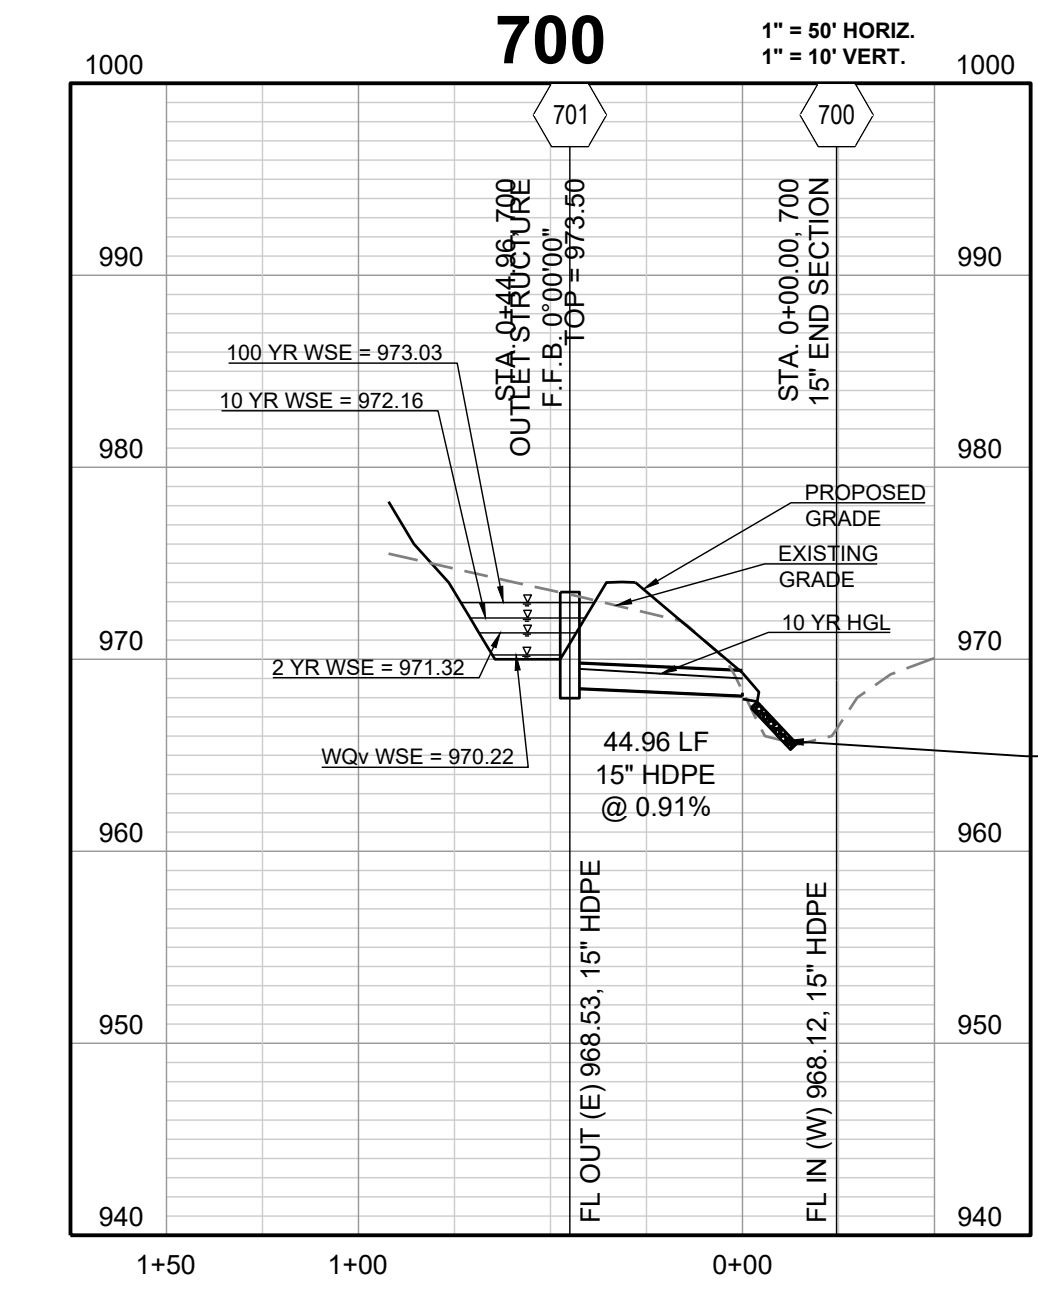 700
1" = 50' HORIZ.
1" = 10' VERT.
1000
1000
701
700
STA. 0+44.96, 700
OUTLET STRUCTURE
F.F.B. 0°00'00"
TOP = 973.50
STA. 0+00.00, 700
15" END SECTION
990
990
100 YR WSE = 973.03
10 YR WSE = 972.16
980
980
PROPOSED
GRADE
EXISTING
GRADE
10 YR HGL
970
970
2 YR WSE = 971.32
WQv WSE = 970.22
44.96 LF
15" HDPE
@ 0.91%
960
960
FL OUT (E) 968.53, 15" HDPE
FL IN (W) 968.12, 15" HDPE
950
950
940
940
1+50
1+00
0+00